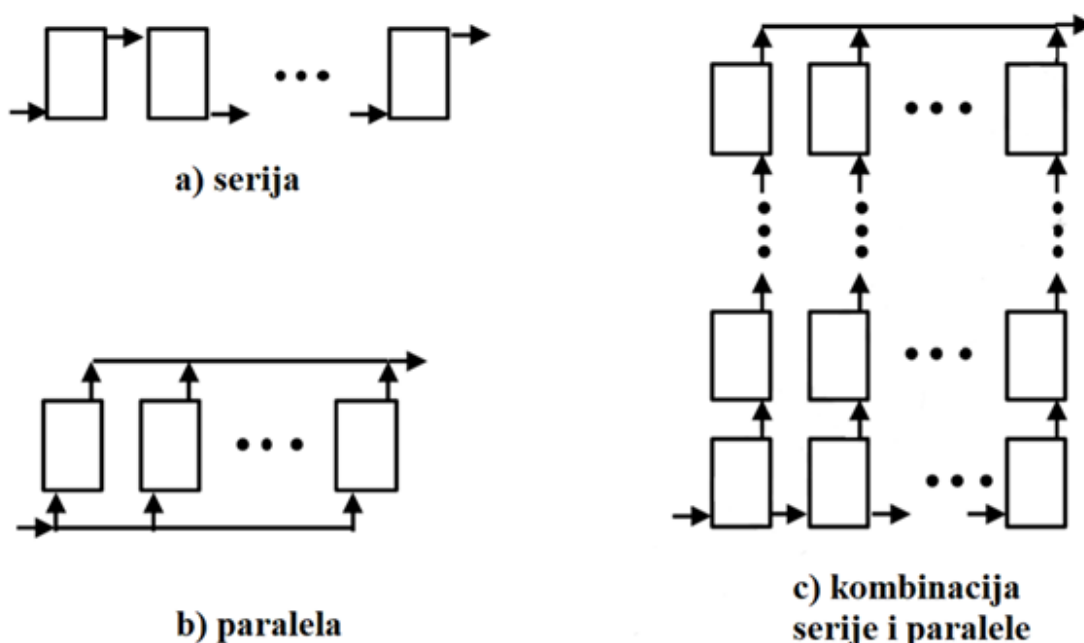 a) serija
b) paralela
c) kombinacija
serije i paralele